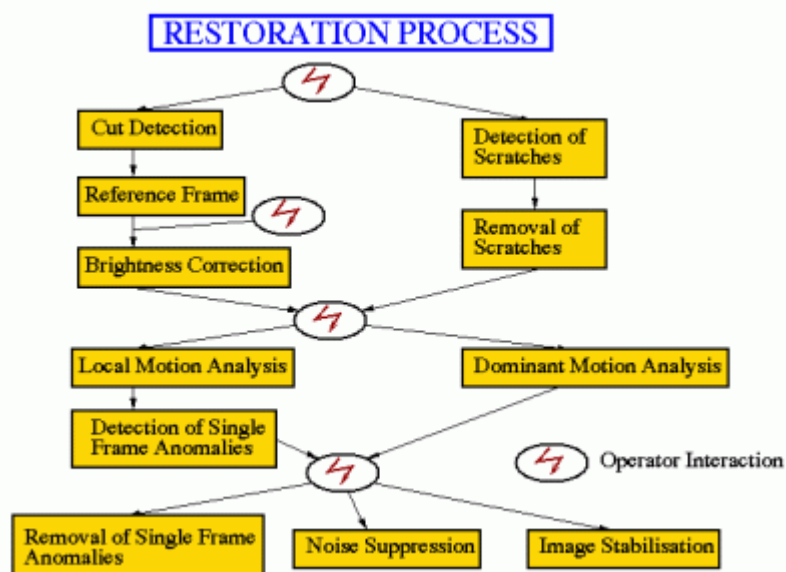 RESTORATION PROCESS
Cut Detection
Detection of
Scratches
Reference Frame
Removal of
Scratches
Brightness Correction
Local Motion Analysis
Dominant Motion Analysis
Detection of Single
Frame Anomalies
Operator Interaction
Removal of Single Frame
Anomalies
Noise Suppression
Image Stabilisation